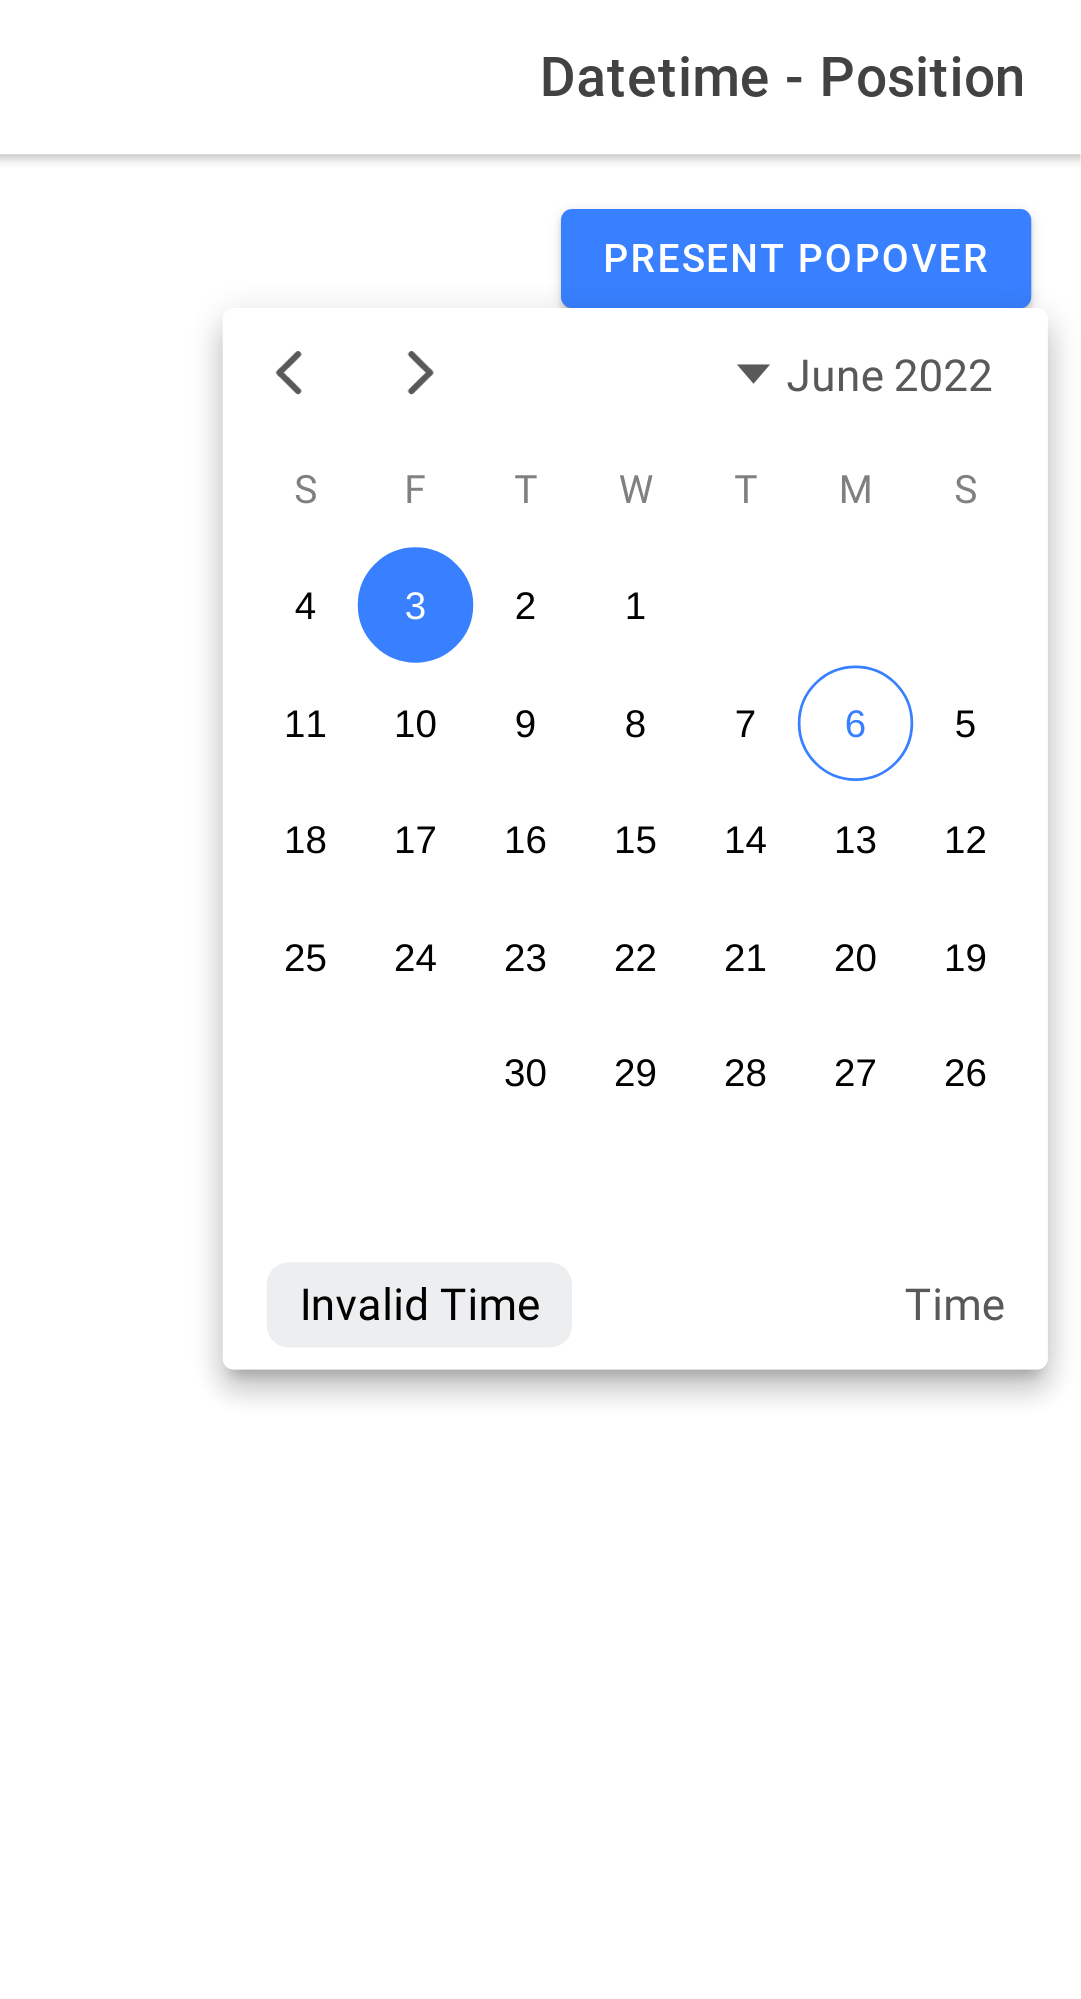 Datetime - Position
PRESENT POPOVER
June 2022
S F T W T M S
4 3 2 1
11 10 9 8 7 6 5
18 17 16 15 14 13 12
25 24 23 22 21 20 19
30 29 28 27 26
Invalid Time Time